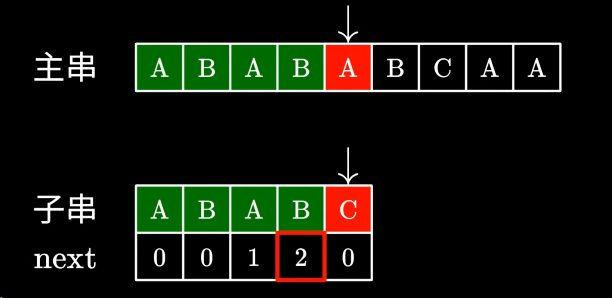 主串 A B A B A B C A A
子串 A B A B C
next 0 0 1 2 0